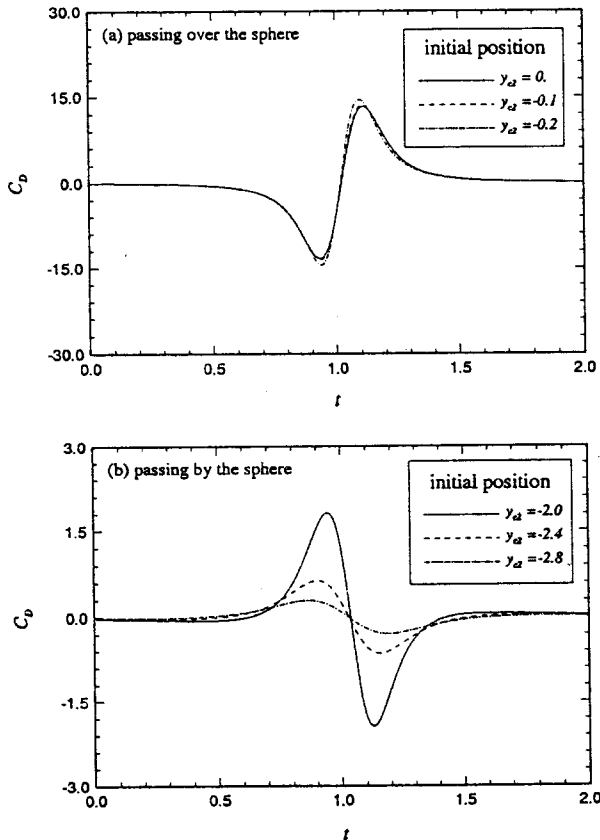 (a) passing over the sphere
initial position
y_c2 = 0.
y_c2 = -0.1
y_c2 = -0.2
30.0
15.0
0.0
-15.0
-30.0
C_D
0.0 0.5 1.0 1.5 2.0
t
(b) passing by the sphere
initial position
y_c2 = -2.0
y_c2 = -2.4
y_c2 = -2.8
3.0
1.5
0.0
-1.5
-3.0
C_D
0.0 0.5 1.0 1.5 2.0
t